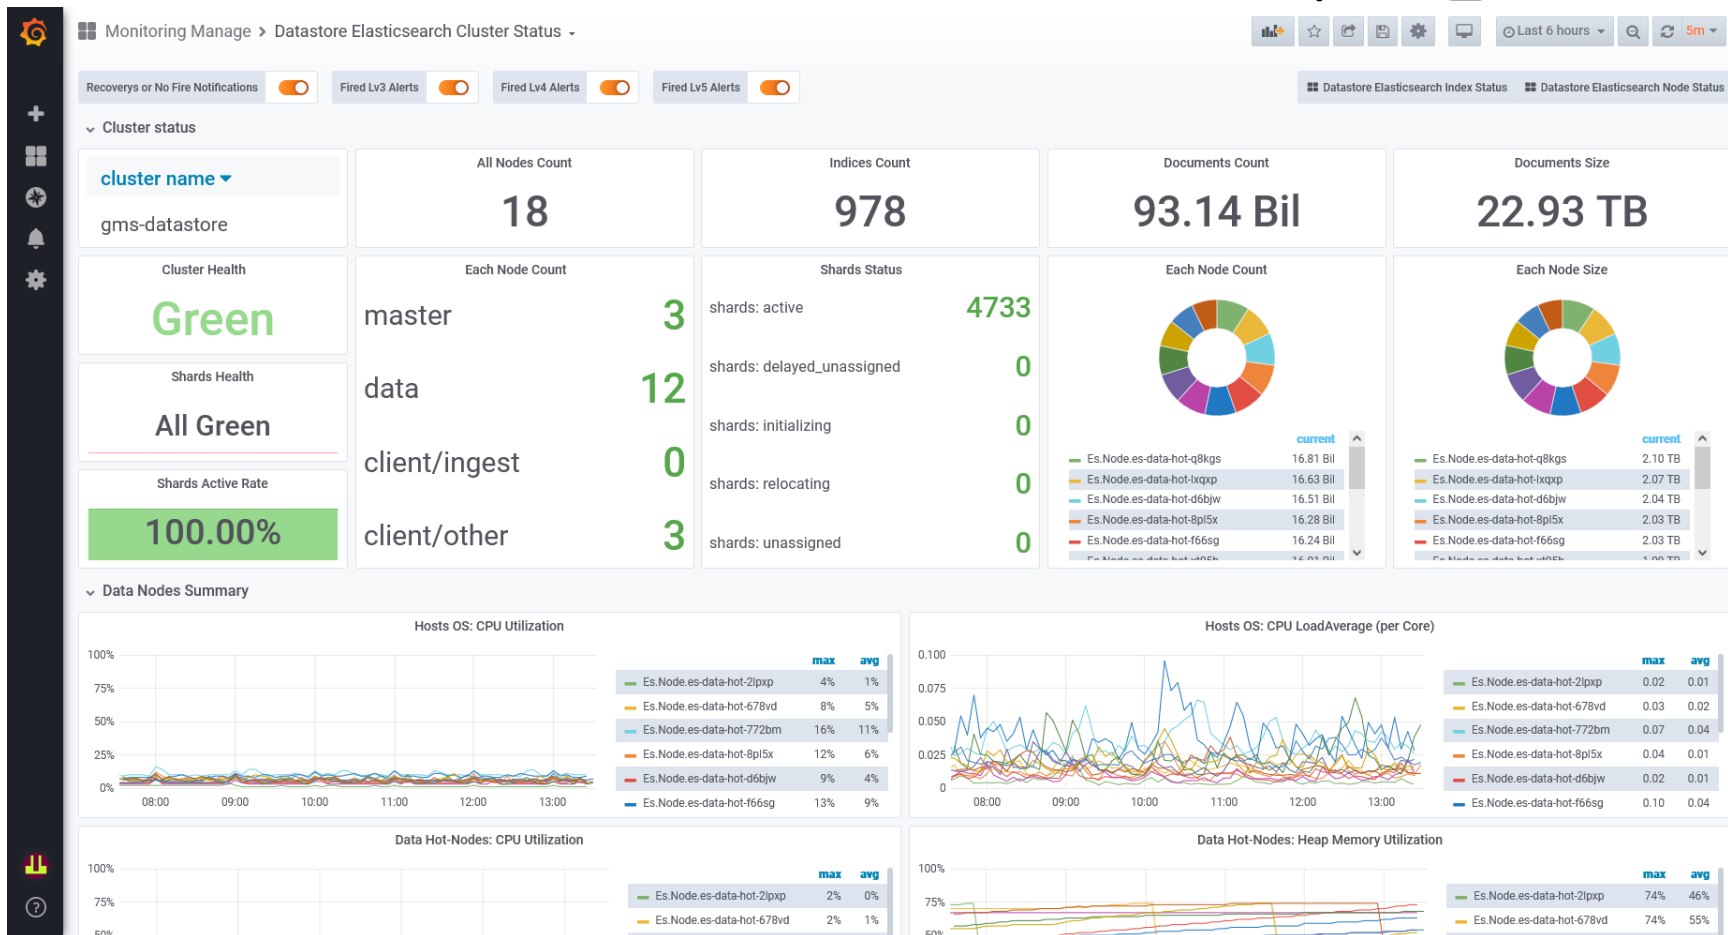 Monitoring Manage > Datastore Elasticsearch Cluster Status
Last 6 hours
5m
Recoverys or No Fire Notifications
Fired Lv3 Alerts
Fired Lv4 Alerts
Fired Lv5 Alerts
Datastore Elasticsearch Index Status
Datastore Elasticsearch Node Status
Cluster status
cluster name
gms-datastore
All Nodes Count
18
Indices Count
978
Documents Count
93.14 Bil
Documents Size
22.93 TB
Cluster Health
Green
Shards Health
All Green
Shards Active Rate
100.00%
Each Node Count
master 3
data 12
client/ingest 0
client/other 3
Shards Status
shards: active 4733
shards: delayed_unassigned 0
shards: initializing 0
shards: relocating 0
shards: unassigned 0
Each Node Count
current
Es.Node.es-data-hot-q8kgs 16.81 Bil
Es.Node.es-data-hot-lxqxp 16.63 Bil
Es.Node.es-data-hot-d6bjw 16.51 Bil
Es.Node.es-data-hot-8pl5x 16.28 Bil
Es.Node.es-data-hot-f66sg 16.24 Bil
Each Node Size
current
Es.Node.es-data-hot-q8kgs 2.10 TB
Es.Node.es-data-hot-lxqxp 2.07 TB
Es.Node.es-data-hot-d6bjw 2.04 TB
Es.Node.es-data-hot-8pl5x 2.03 TB
Es.Node.es-data-hot-f66sg 2.03 TB
Data Nodes Summary
Hosts OS: CPU Utilization
100%
75%
50%
25%
0%
08:00 09:00 10:00 11:00 12:00 13:00
max avg
Es.Node.es-data-hot-2lpxp 4% 1%
Es.Node.es-data-hot-678vd 8% 5%
Es.Node.es-data-hot-772bm 16% 11%
Es.Node.es-data-hot-8pl5x 12% 6%
Es.Node.es-data-hot-d6bjw 9% 4%
Es.Node.es-data-hot-f66sg 13% 9%
Hosts OS: CPU LoadAverage (per Core)
0.100
0.075
0.050
0.025
0
08:00 09:00 10:00 11:00 12:00 13:00
max avg
Es.Node.es-data-hot-2lpxp 0.02 0.01
Es.Node.es-data-hot-678vd 0.03 0.02
Es.Node.es-data-hot-772bm 0.07 0.04
Es.Node.es-data-hot-8pl5x 0.04 0.01
Es.Node.es-data-hot-d6bjw 0.02 0.01
Es.Node.es-data-hot-f66sg 0.10 0.04
Data Hot-Nodes: CPU Utilization
100%
75%
50%
max avg
Es.Node.es-data-hot-2lpxp 2% 0%
Es.Node.es-data-hot-678vd 2% 1%
Data Hot-Nodes: Heap Memory Utilization
100%
75%
50%
max avg
Es.Node.es-data-hot-2lpxp 74% 46%
Es.Node.es-data-hot-678vd 74% 55%